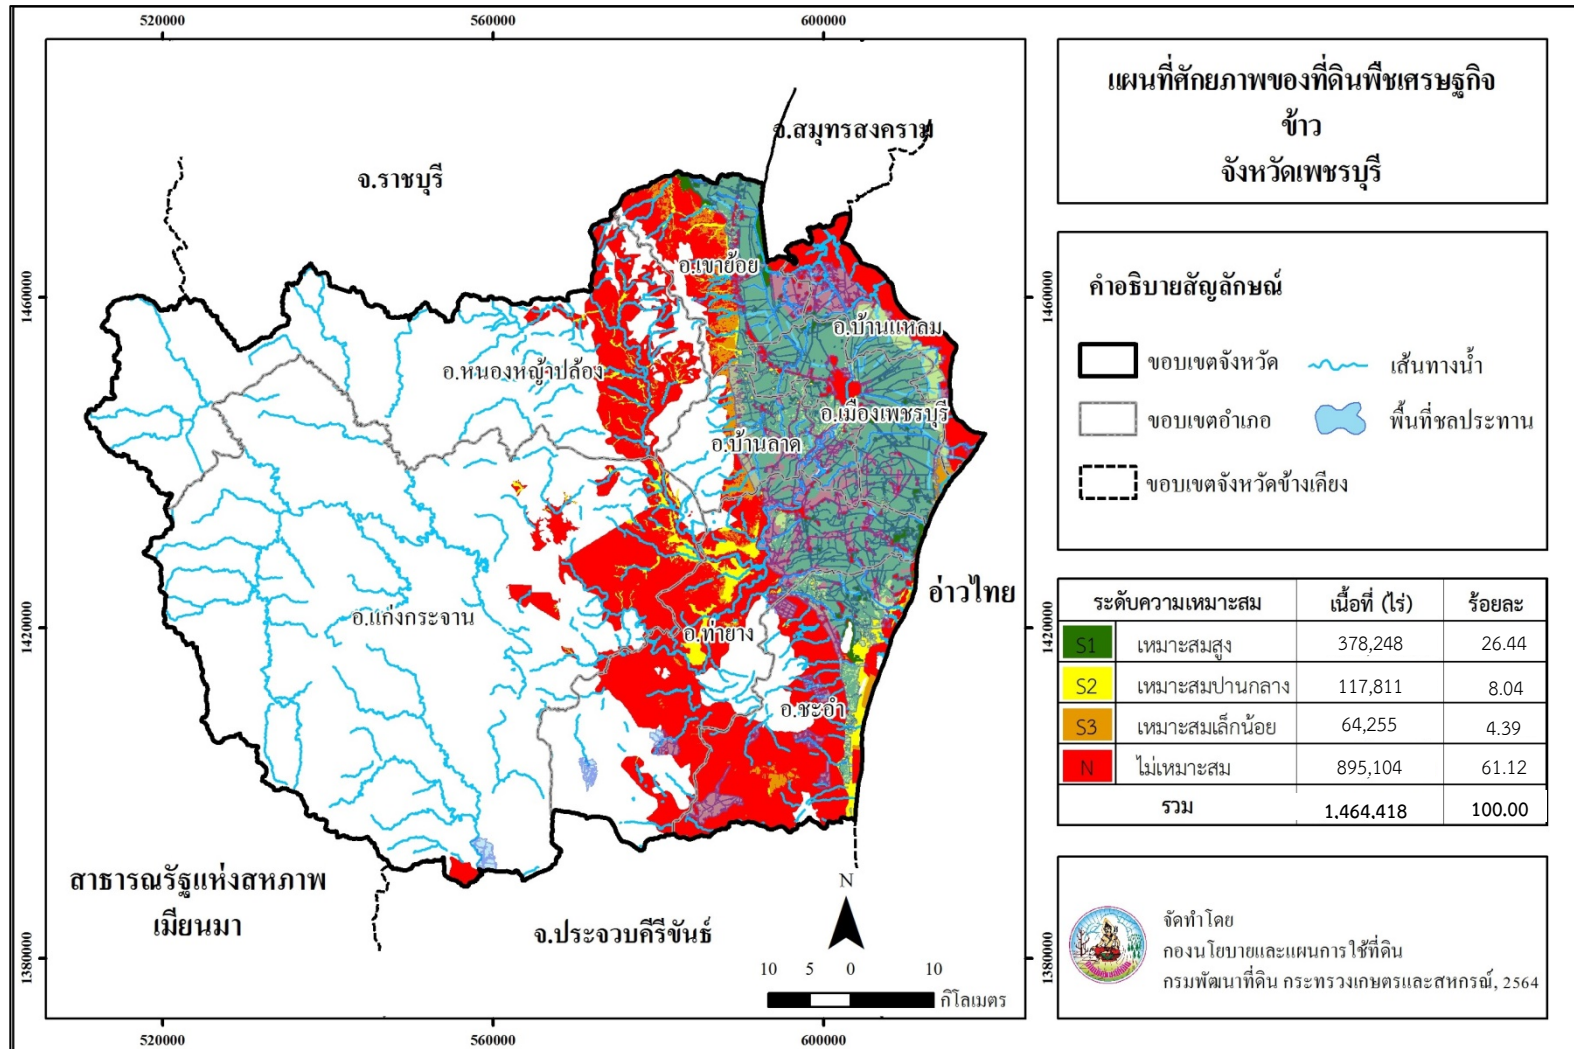 520000
560000
600000
แผนที่ศักยภาพของที่ดินพืชเศรษฐกิจ
ข้าว
จังหวัดเพชรบุรี
จ.สมุทรสงคราม
จ.ราชบุรี
อ.เขาย้อย
1460000
1460000
คำอธิบายสัญลักษณ์
อ.บ้านแหลม
ขอบเขตจังหวัด
เส้นทางน้ำ
อ.หนองหญ้าปล้อง
อ.เมืองเพชรบุรี
ขอบเขตอำเภอ
พื้นที่ชลประทาน
อ.บ้านลาด
ขอบเขตจังหวัดข้างเคียง
อ่าวไทย
อ.แก่งกระจาน
1420000
1420000
อ.ท่ายาง
อ.ชะอำ
ระดับความเหมาะสม เนื้อที่ (ไร่) ร้อยละ
S1 เหมาะสมสูง 378,248 26.44
S2 เหมาะสมปานกลาง 117,811 8.04
S3 เหมาะสมเล็กน้อย 64,255 4.39
N ไม่เหมาะสม 895,104 61.12
รวม 1,464,418 100.00
สาธารณรัฐแห่งสหภาพ
เมียนมา
จ.ประจวบคีรีขันธ์
N
1380000
1380000
10 5 0 10
กิโลเมตร
จัดทำโดย
กองนโยบายและแผนการใช้ที่ดิน
กรมพัฒนาที่ดิน กระทรวงเกษตรและสหกรณ์, 2564
520000
560000
600000